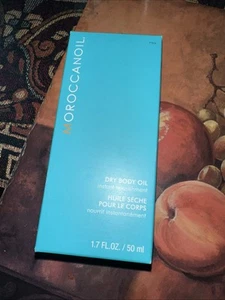 MOROCCANOIL
DRY BODY OIL
HUILE SÈCHE
POUR LE CORPS
1.7 FL.OZ. / 50 ml